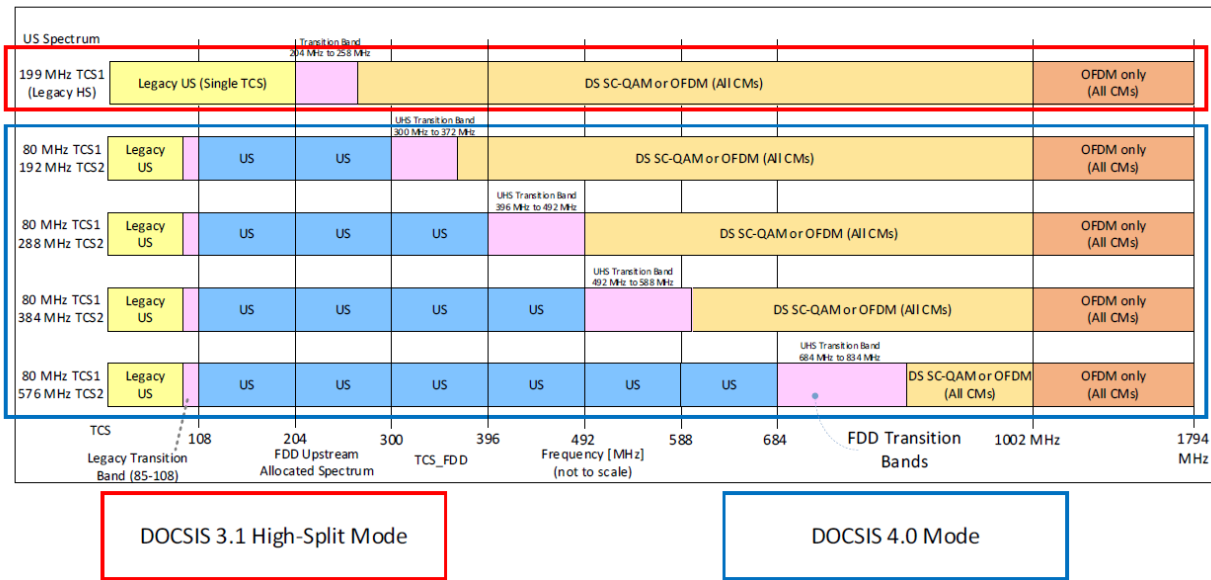 US Spectrum
Transition Band
204 MHz to 258 MHz
199 MHz TCS1
(Legacy HS)
Legacy US (Single TCS)
DS SC-QAM or OFDM (All CMs)
OFDM only
(All CMs)
UHS Transition Band
300 MHz to 372 MHz
80 MHz TCS1
192 MHz TCS2
Legacy
US
US
US
DS SC-QAM or OFDM (All CMs)
OFDM only
(All CMs)
UHS Transition Band
396 MHz to 492 MHz
80 MHz TCS1
288 MHz TCS2
Legacy
US
US
US
US
DS SC-QAM or OFDM (All CMs)
OFDM only
(All CMs)
UHS Transition Band
492 MHz to 588 MHz
80 MHz TCS1
384 MHz TCS2
Legacy
US
US
US
US
US
DS SC-QAM or OFDM (All CMs)
OFDM only
(All CMs)
UHS Transition Band
684 MHz to 834 MHz
80 MHz TCS1
576 MHz TCS2
Legacy
US
US
US
US
US
US
US
DS SC-QAM or OFDM
(All CMs)
OFDM only
(All CMs)
TCS
108
204
300
396
492
588
684
1002 MHz
1794
MHz
Legacy Transition
Band (85-108)
FDD Upstream
Allocated Spectrum
TCS_FDD
Frequency [MHz]
(not to scale)
FDD Transition
Bands
DOCSIS 3.1 High-Split Mode
DOCSIS 4.0 Mode